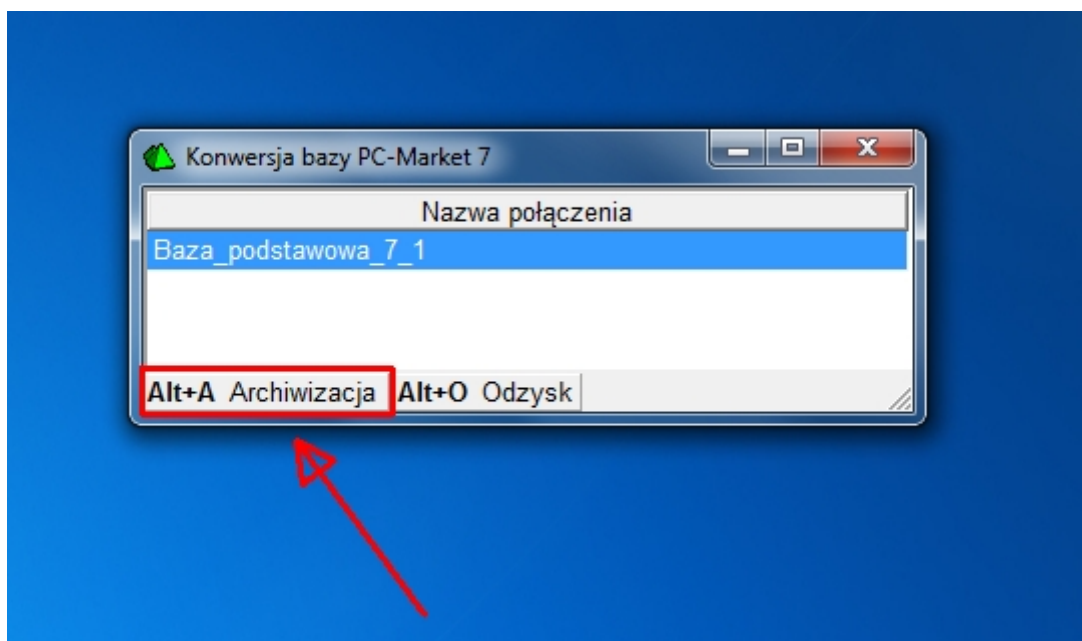 Konwersja bazy PC-Market 7
Nazwa połączenia
Baza_podstawowa_7_1
Alt+A Archiwizacja Alt+O Odzysk